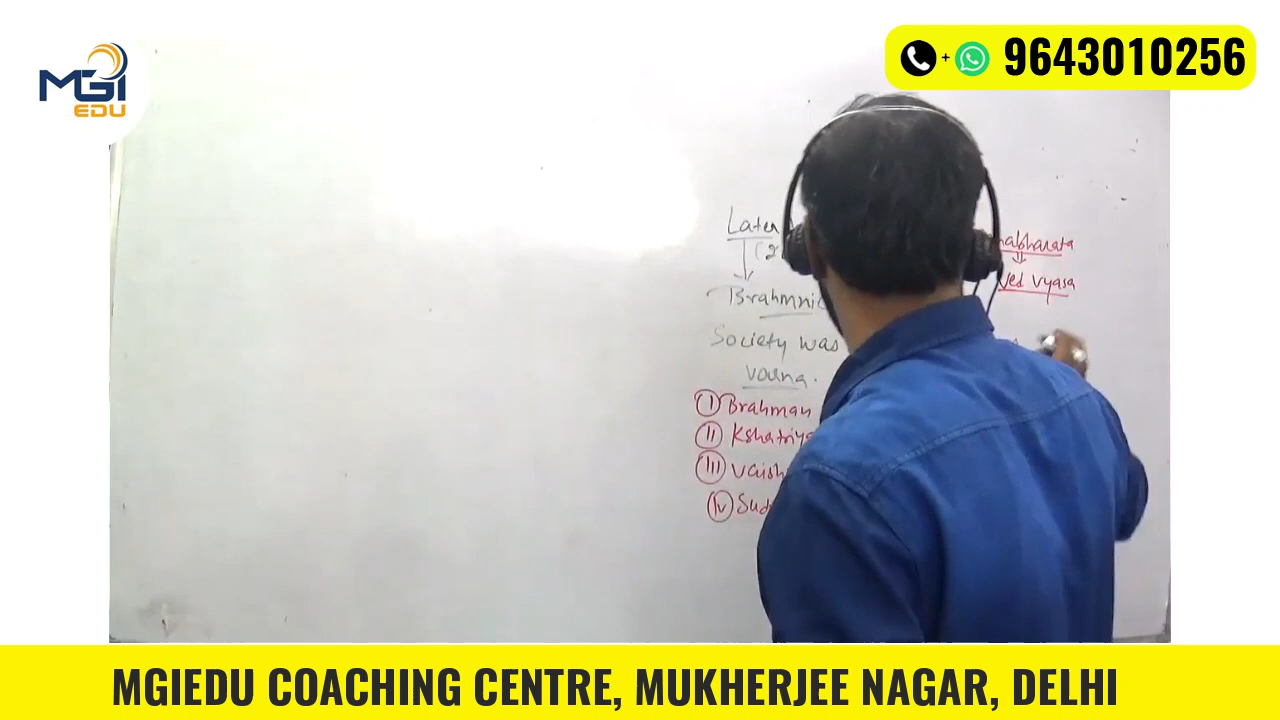 MGI
EDU
+ 9643010256
Later
Brahmnic
Society was
varna.
I Brahman
II Kshatriya
III Vaish
IV Sud
habharata
Ved Vyasa
MGIEDU COACHING CENTRE, MUKHERJEE NAGAR, DELHI